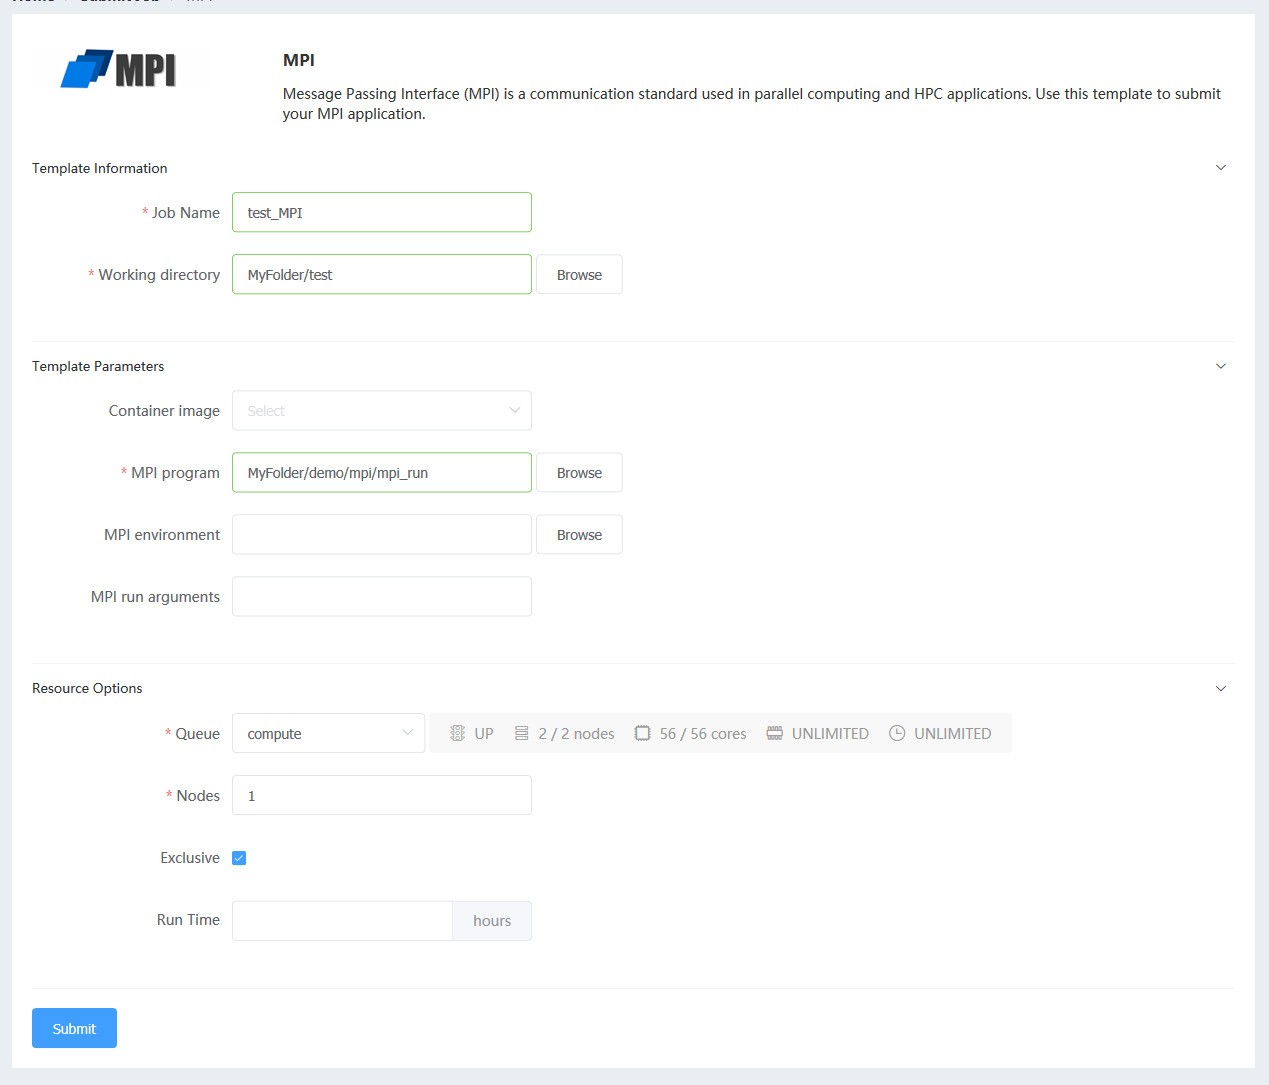 MPI
MPI
Message Passing Interface (MPI) is a communication standard used in parallel computing and HPC applications. Use this template to submit
your MPI application.
Template Information
* Job Name test_MPI
* Working directory MyFolder/test Browse
Template Parameters
Container image Select
* MPI program MyFolder/demo/mpi/mpi_run Browse
MPI environment Browse
MPI run arguments
Resource Options
* Queue compute UP 2 / 2 nodes 56 / 56 cores UNLIMITED UNLIMITED
* Nodes 1
Exclusive
Run Time hours
Submit